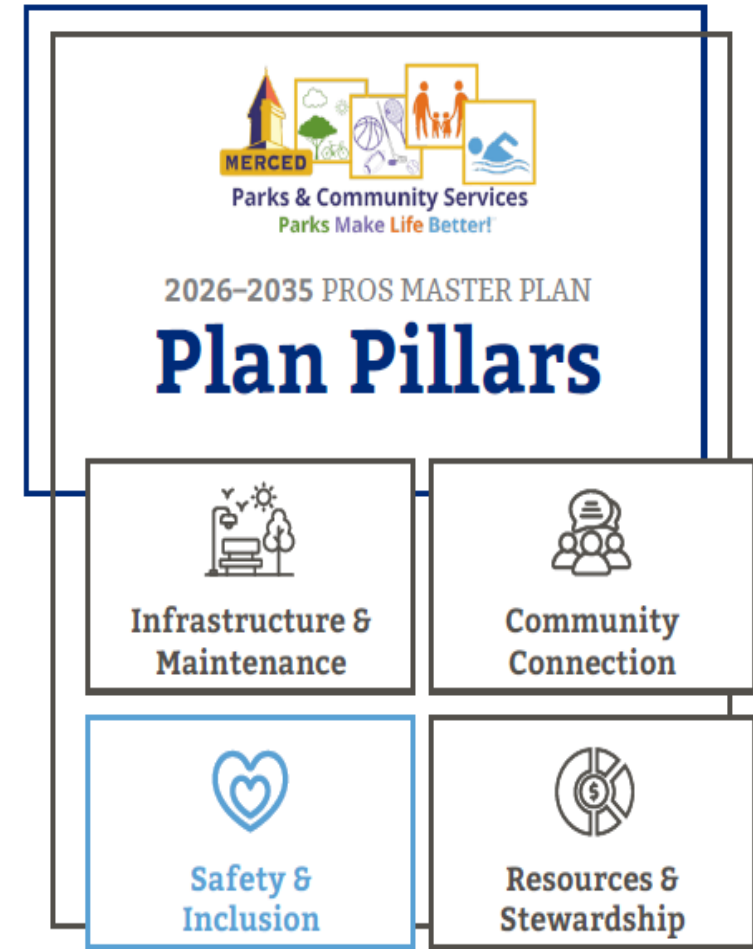 MERCED
Parks & Community Services
Parks Make Life Better!
2026–2035 PROS MASTER PLAN
Plan Pillars
Infrastructure &
Maintenance
Community
Connection
Safety &
Inclusion
$
Resources &
Stewardship